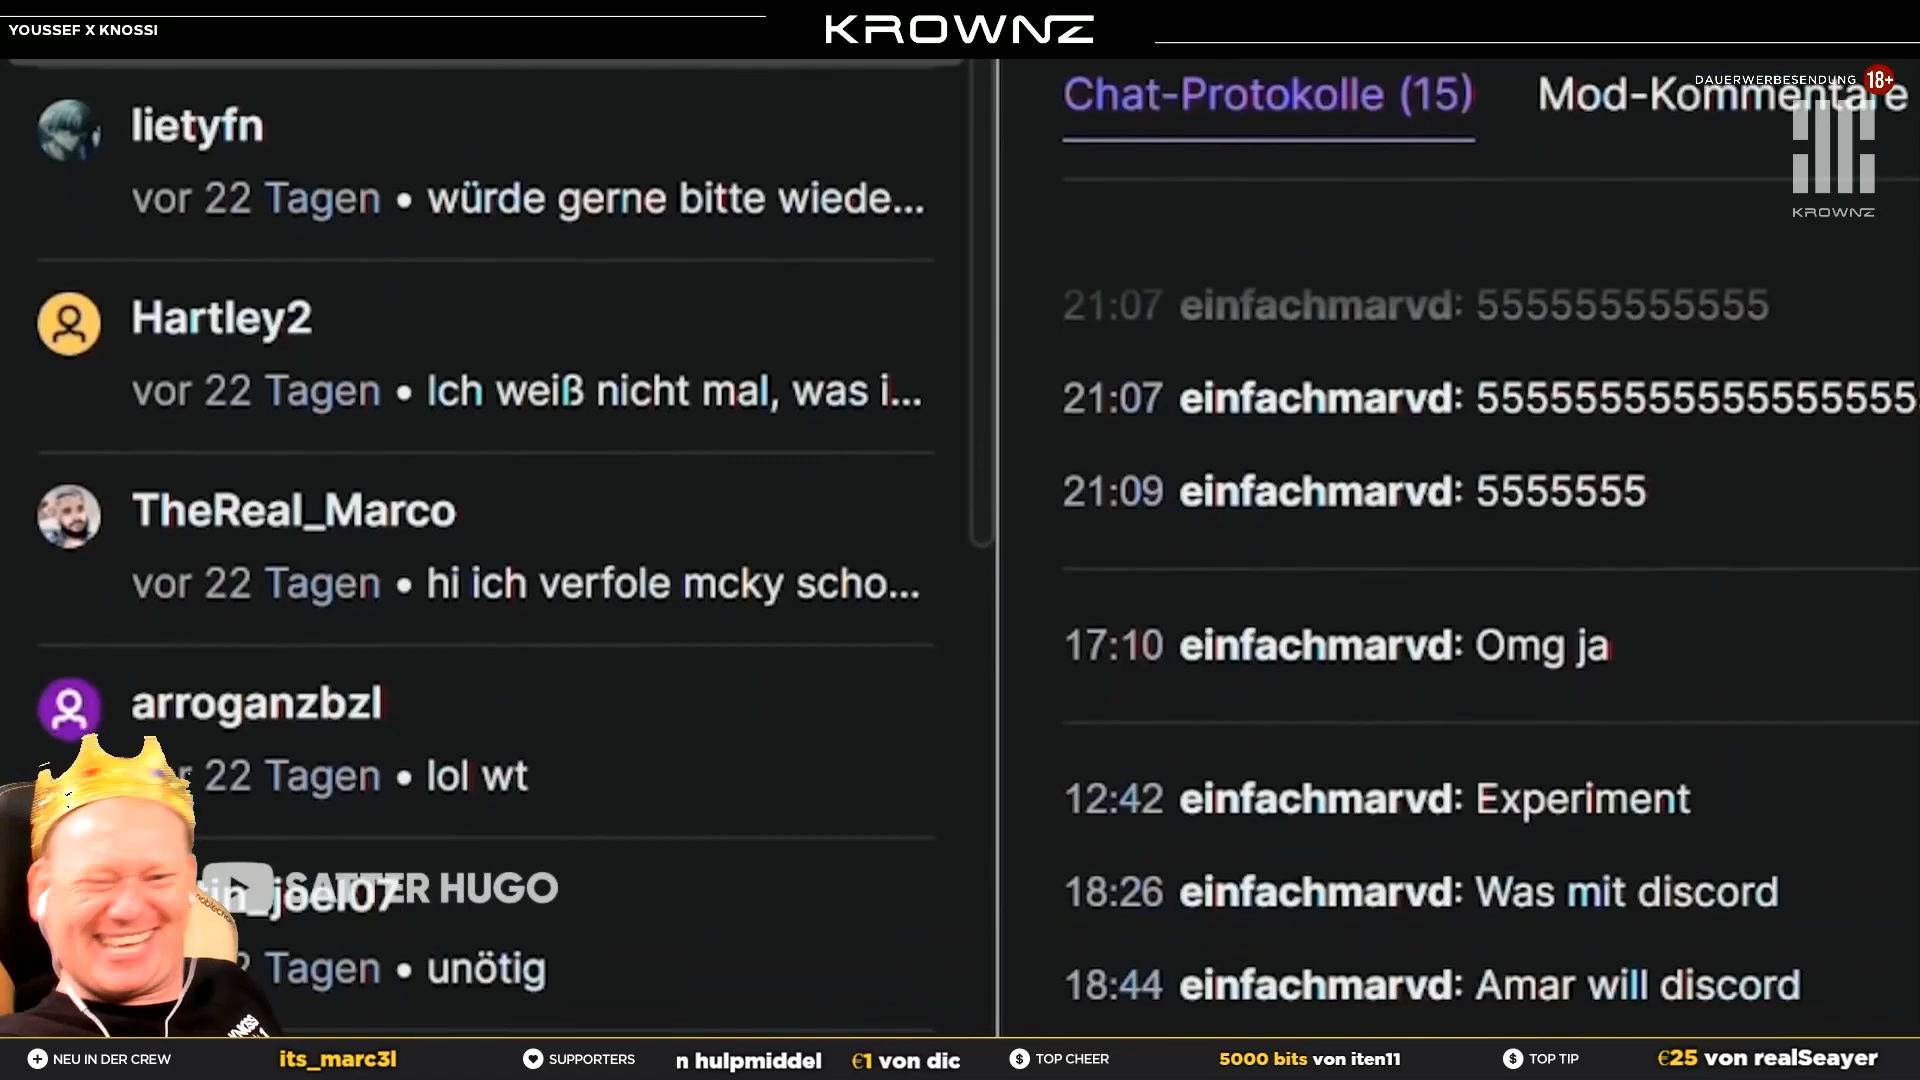 YOUSSEF X KNOSSI
KROWNZ
DAUERWERBESENDUNG 18+
KROWNZ
lietyfn
vor 22 Tagen • würde gerne bitte wiede...
Hartley2
vor 22 Tagen • Ich weiß nicht mal, was i...
TheReal_Marco
vor 22 Tagen • hi ich verfole mcky scho...
arroganzbzl
22 Tagen • lol wt
SATTER HUGO
Tagen • unötig
Chat-Protokolle (15) Mod-Kommentare
21:07 einfachmarvd: 555555555555
21:07 einfachmarvd: 555555555555555555
21:09 einfachmarvd: 5555555
17:10 einfachmarvd: Omg ja
12:42 einfachmarvd: Experiment
18:26 einfachmarvd: Was mit discord
18:44 einfachmarvd: Amar will discord
NEU IN DER CREW its_marc3l SUPPORTERS n hulpmiddel €1 von dic TOP CHEER 5000 bits von iten11 TOP TIP €25 von realSeayer